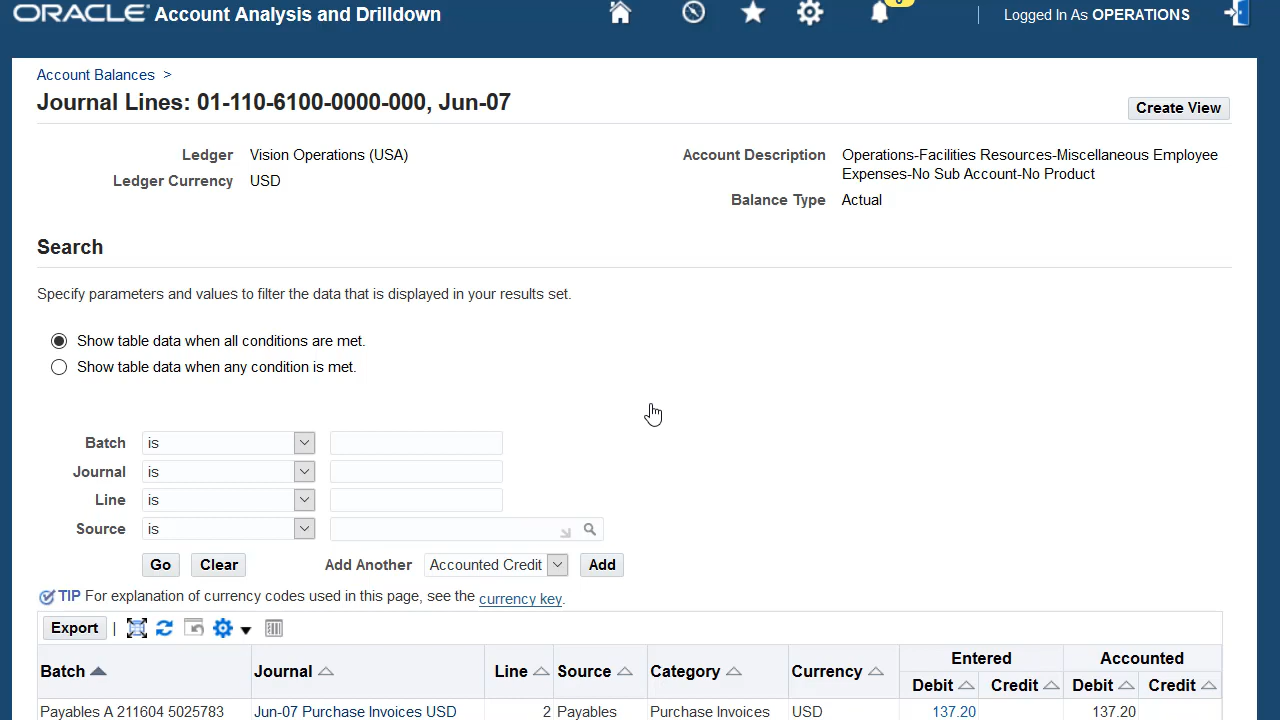 ORACLE® Account Analysis and Drilldown
Logged In As OPERATIONS
Account Balances >
Journal Lines: 01-110-6100-0000-000, Jun-07
Create View
Ledger Vision Operations (USA)
Ledger Currency USD
Account Description Operations-Facilities Resources-Miscellaneous Employee
Expenses-No Sub Account-No Product
Balance Type Actual
Search
Specify parameters and values to filter the data that is displayed in your results set.
Show table data when all conditions are met.
Show table data when any condition is met.
Batch is
Journal is
Line is
Source is
Go Clear Add Another Accounted Credit Add
TIP For explanation of currency codes used in this page, see the currency key.
Export |
Entered Accounted
Batch Journal Line Source Category Currency Debit Credit Debit Credit
Payables A 211604 5025783 Jun-07 Purchase Invoices USD 2 Payables Purchase Invoices USD 137.20 137.20